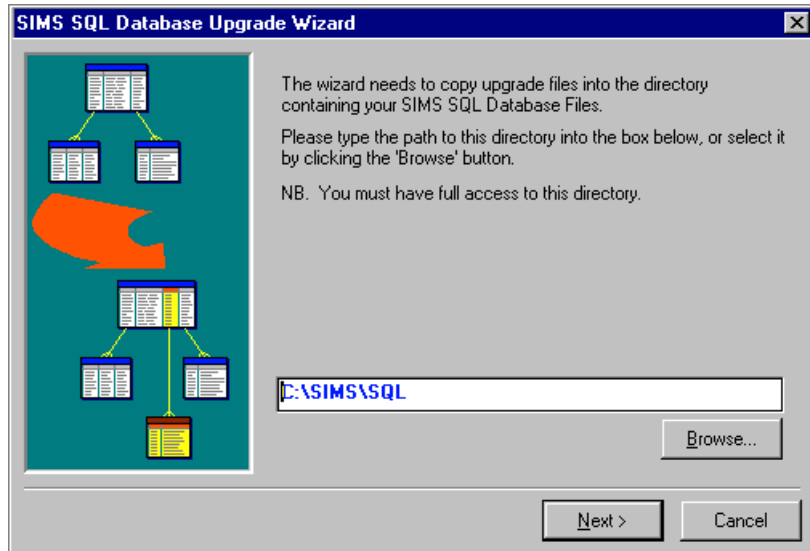 SIMS SQL Database Upgrade Wizard
The wizard needs to copy upgrade files into the directory
containing your SIMS SQL Database Files.
Please type the path to this directory into the box below, or select it
by clicking the 'Browse' button.
NB.  You must have full access to this directory.
C:\SIMS\SQL
Browse...
Next >
Cancel